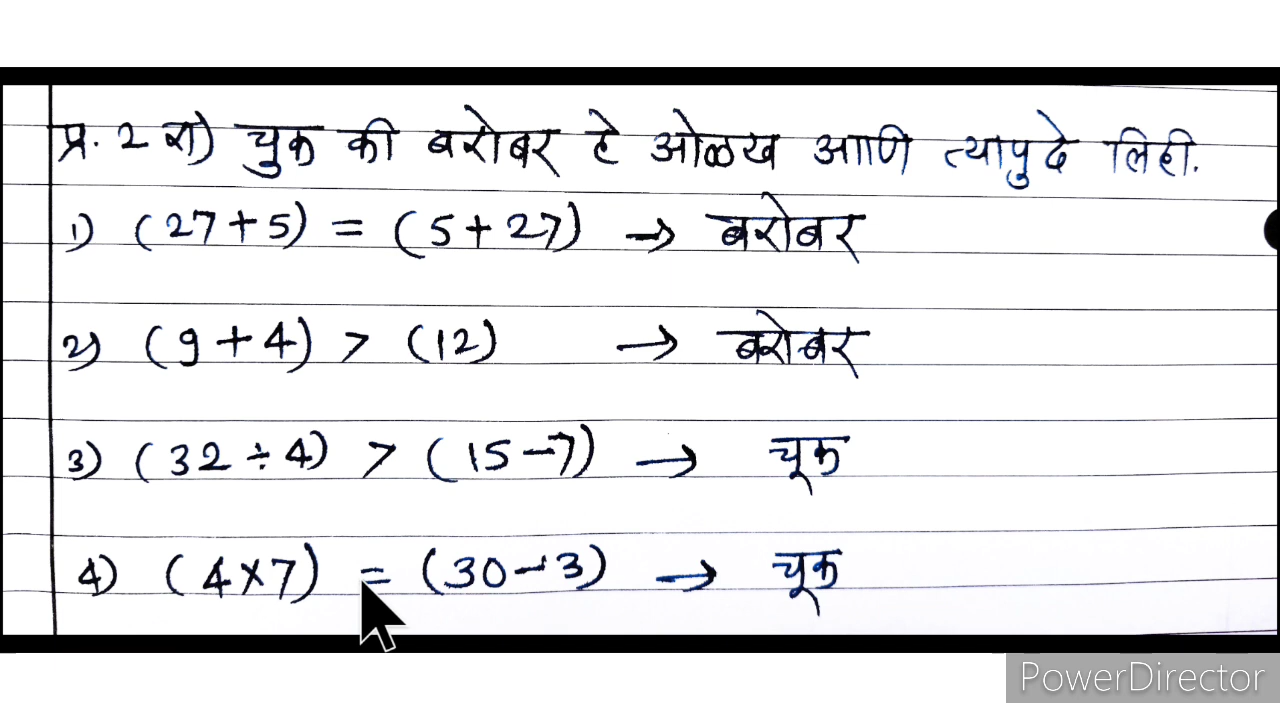 प्र. 2 रा) चुक की बरोबर हे ओळख आणि त्यापुढे लिही.
1) (27+5) = (5+27) → बरोबर
2) (9+4) > (12) → बरोबर
3) (32÷4) > (15-7) → चूक
4) (4×7) = (30-3) → चूक
PowerDirector